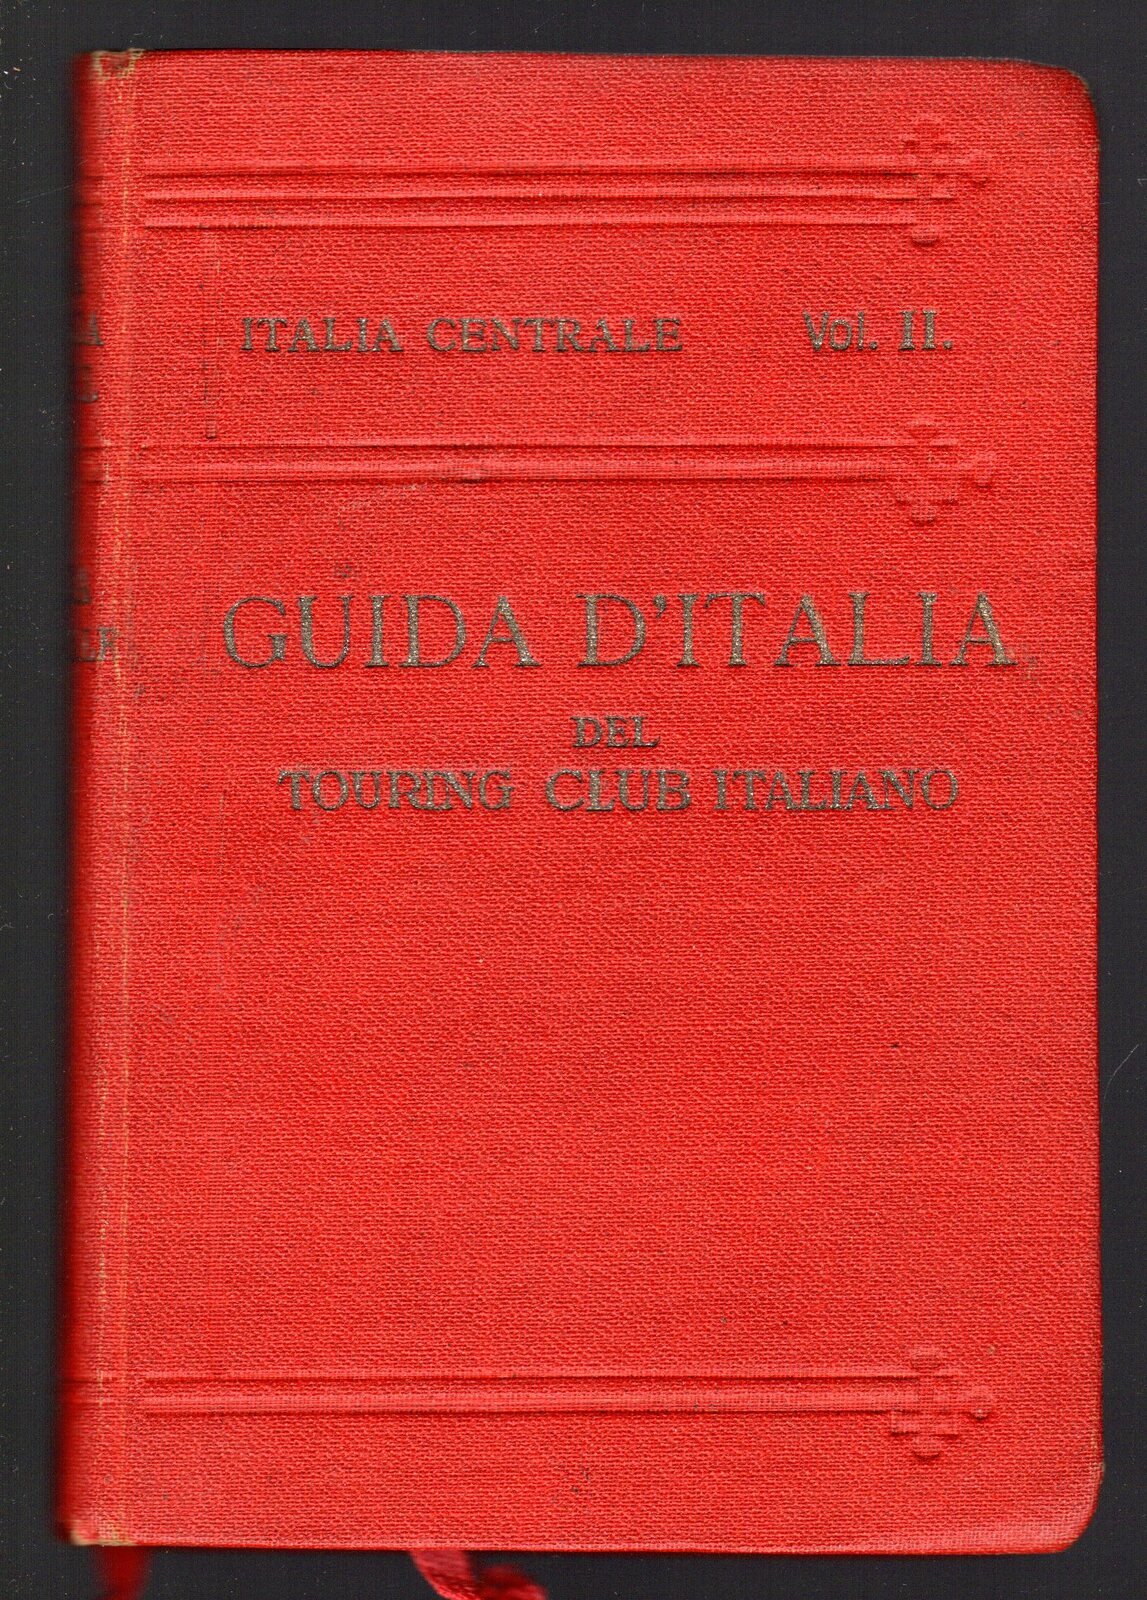 ITALIA CENTRALE Vol. II.
GUIDA D'ITALIA
DEL
TOURING CLUB ITALIANO